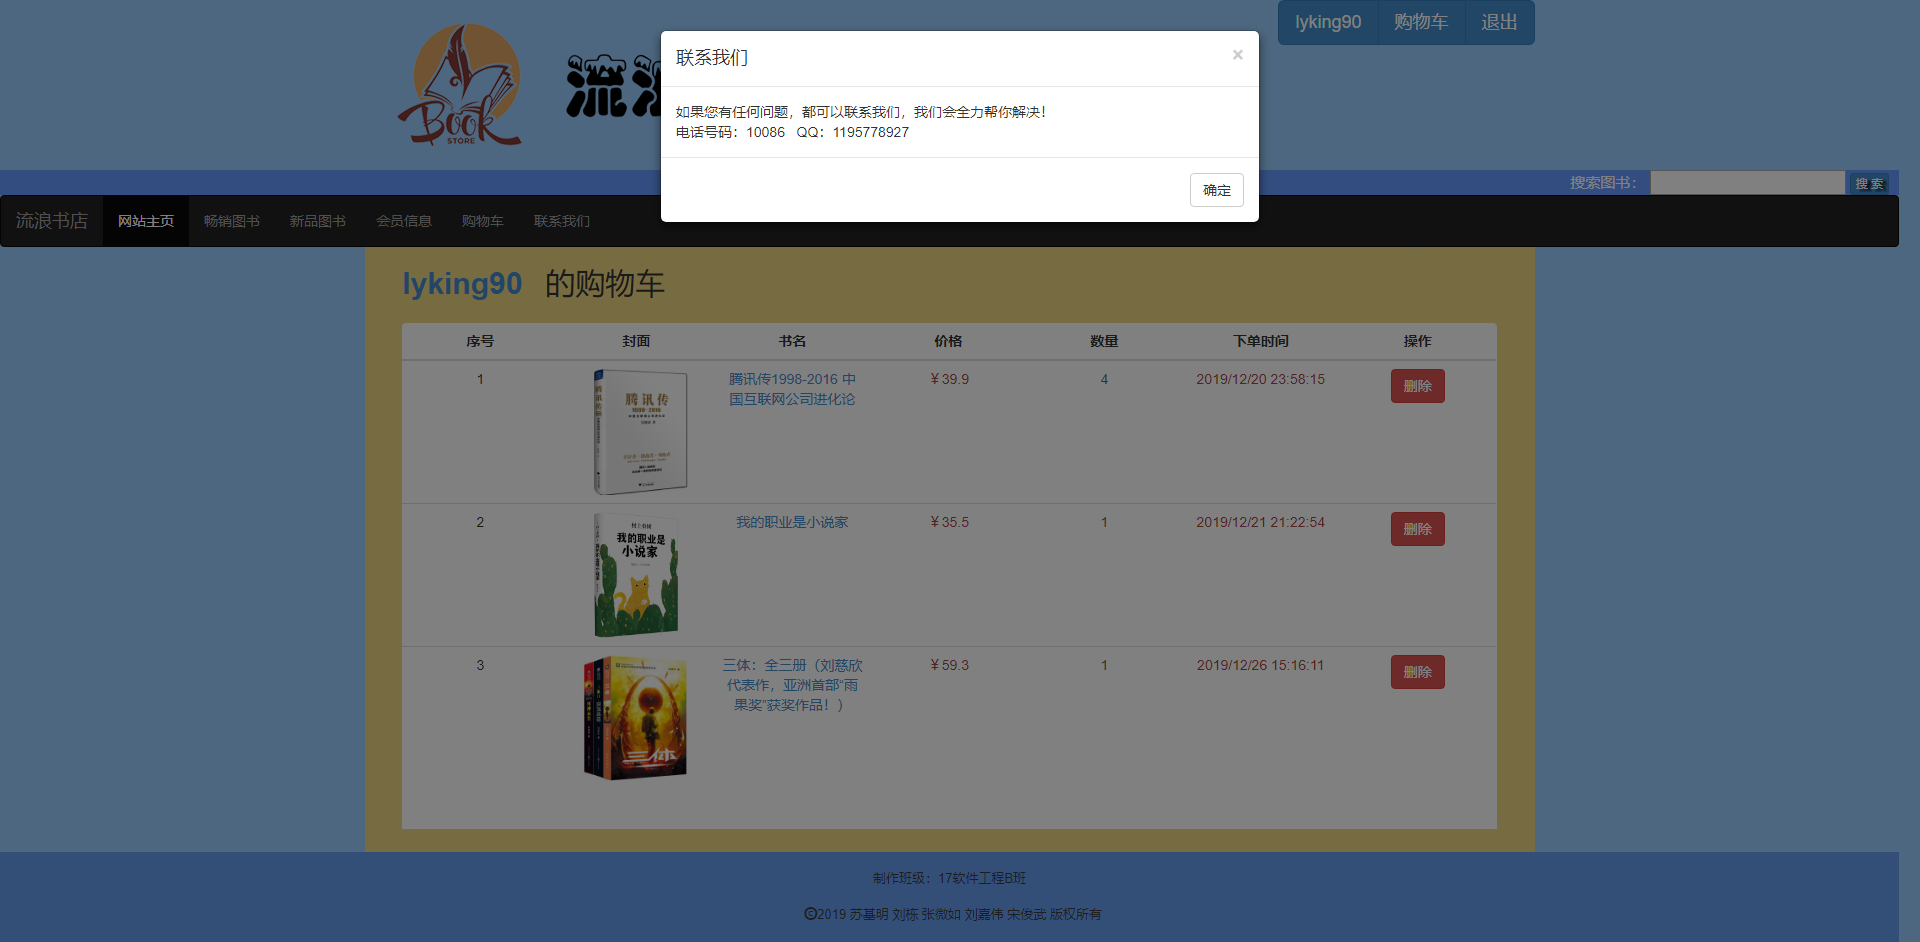 lyking90 购物车 退出
Book
STORE
流
联系我们 ×
如果您有任何问题，都可以联系我们，我们会全力帮你解决！
电话号码：10086 QQ：1195778927
确定
搜索图书： 搜 索
流浪书店 网站主页 畅销图书 新品图书 会员信息 购物车 联系我们
lyking90 的购物车
序号 封面 书名 价格 数量 下单时间 操作
1 腾讯传1998-2016 中 ￥39.9 4 2019/12/20 23:58:15 删除
国互联网公司进化论
腾讯传
1998-2016
2 我的职业是小说家 ￥35.5 1 2019/12/21 21:22:54 删除
我的职业是
小说家
3 三体：全三册（刘慈欣 ￥59.3 1 2019/12/26 15:16:11 删除
代表作，亚洲首部“雨
果奖”获奖作品！）
三体
制作班级：17软件工程B班
©2019 苏基明 刘栋 张微如 刘嘉伟 宋俊武 版权所有